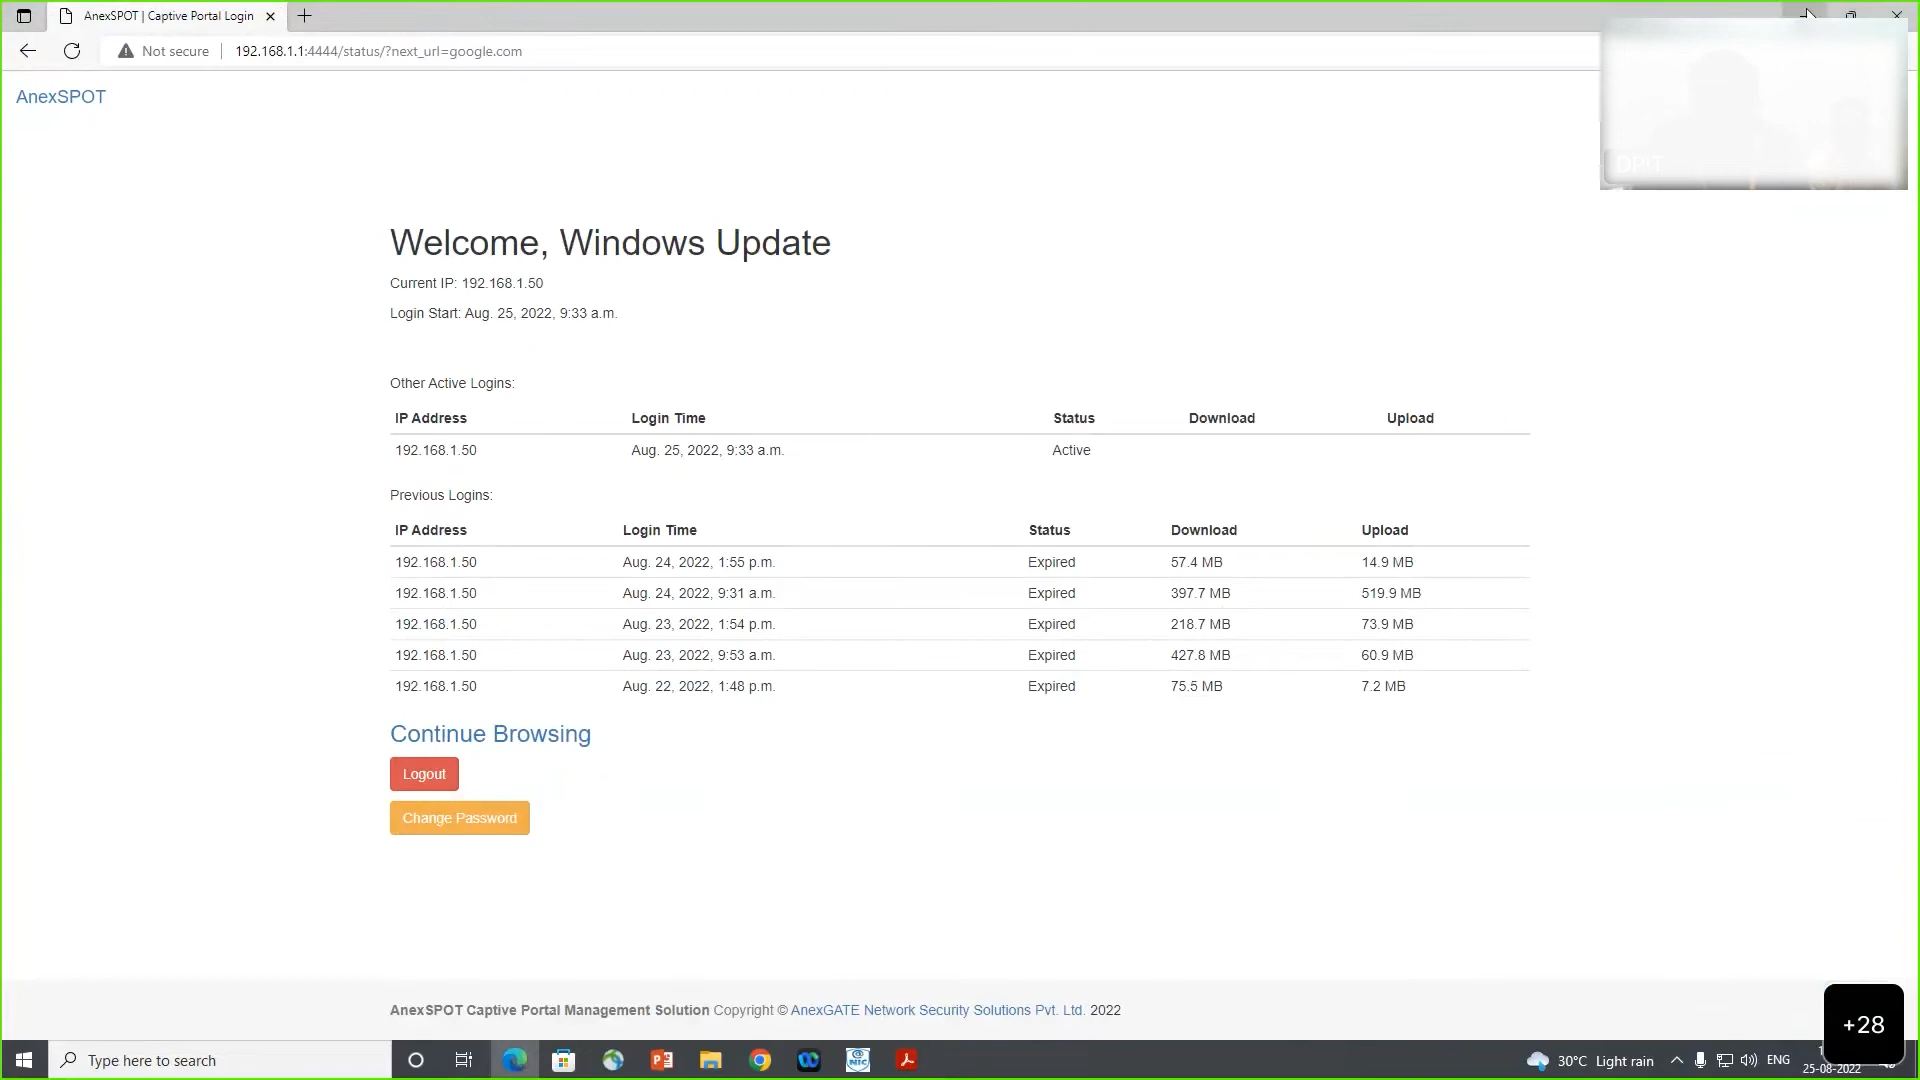 AnexSPOT | Captive Portal Login
Not secure
192.168.1.1:4444/status/?next_url=google.com
AnexSPOT
DPIT
Welcome, Windows Update
Current IP: 192.168.1.50
Login Start: Aug. 25, 2022, 9:33 a.m.
Other Active Logins:
IP Address Login Time Status Download Upload
192.168.1.50 Aug. 25, 2022, 9:33 a.m. Active
Previous Logins:
IP Address Login Time Status Download Upload
192.168.1.50 Aug. 24, 2022, 1:55 p.m. Expired 57.4 MB 14.9 MB
192.168.1.50 Aug. 24, 2022, 9:31 a.m. Expired 397.7 MB 519.9 MB
192.168.1.50 Aug. 23, 2022, 1:54 p.m. Expired 218.7 MB 73.9 MB
192.168.1.50 Aug. 23, 2022, 9:53 a.m. Expired 427.8 MB 60.9 MB
192.168.1.50 Aug. 22, 2022, 1:48 p.m. Expired 75.5 MB 7.2 MB
Continue Browsing
Logout
Change Password
AnexSPOT Captive Portal Management Solution Copyright © AnexGATE Network Security Solutions Pvt. Ltd. 2022
+28
Type here to search
NIC
30°C Light rain
ENG
25-08-2022